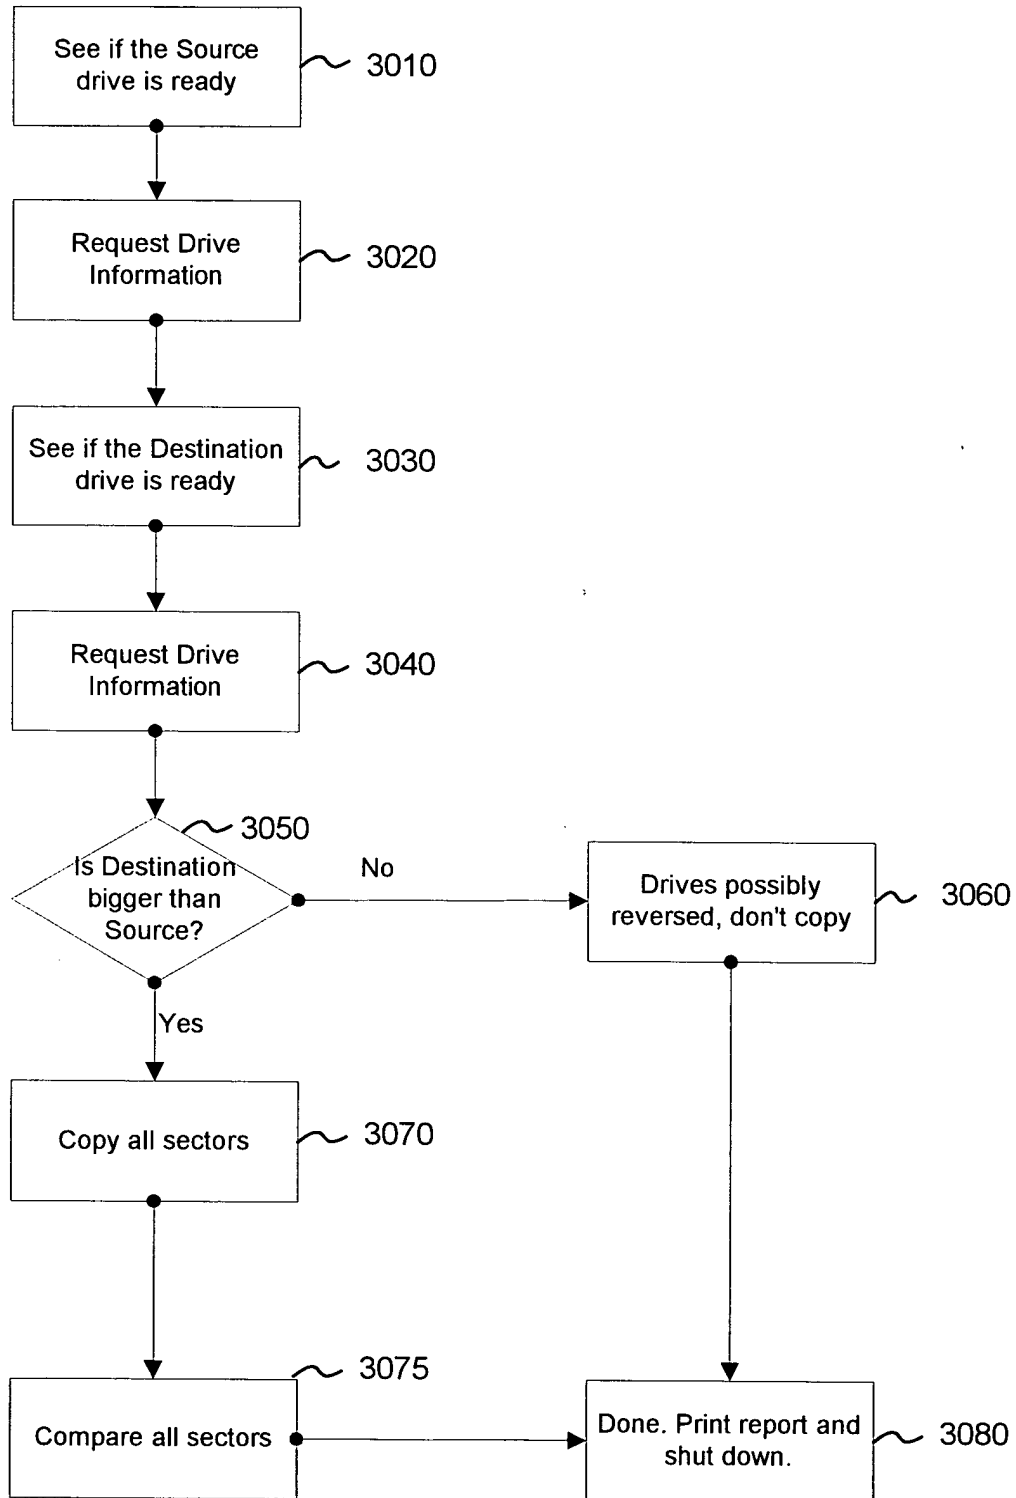 See if the Source
drive is ready
3010
Request Drive
Information
3020
See if the Destination
drive is ready
3030
Request Drive
Information
3040
3050
Is Destination
bigger than
Source?
No
Drives possibly
reversed, don't copy
3060
Yes
Copy all sectors
3070
3075
Compare all sectors
Done. Print report and
shut down.
3080